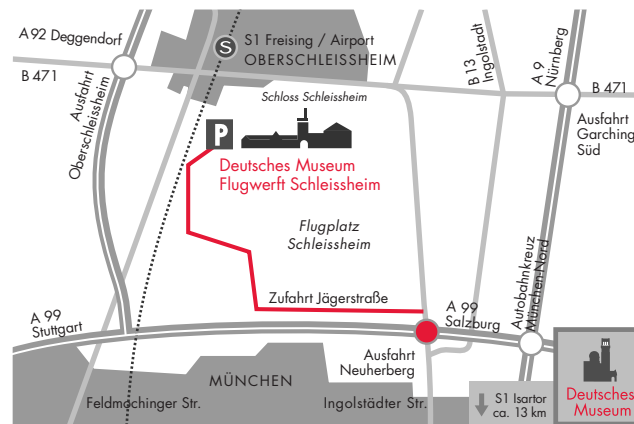 A 92 Deggendorf
B 471
Ausfahrt
Oberschleissheim
S
S1 Freising / Airport
OBERSCHLEISSHEIM
B 13
Ingolstadt
A 9
Nürnberg
B 471
Ausfahrt
Garching
Süd
Schloss Schleissheim
P
Deutsches Museum
Flugwerft Schleissheim
Flugplatz
Schleissheim
Zufahrt Jägerstraße
A 99
Stuttgart
A 99
Salzburg
Autobahnkreuz
München-Nord
Ausfahrt
Neuherberg
MÜNCHEN
Feldmochinger Str.
Ingolstädter Str.
S1 Isartor
ca. 13 km
Deutsches
Museum